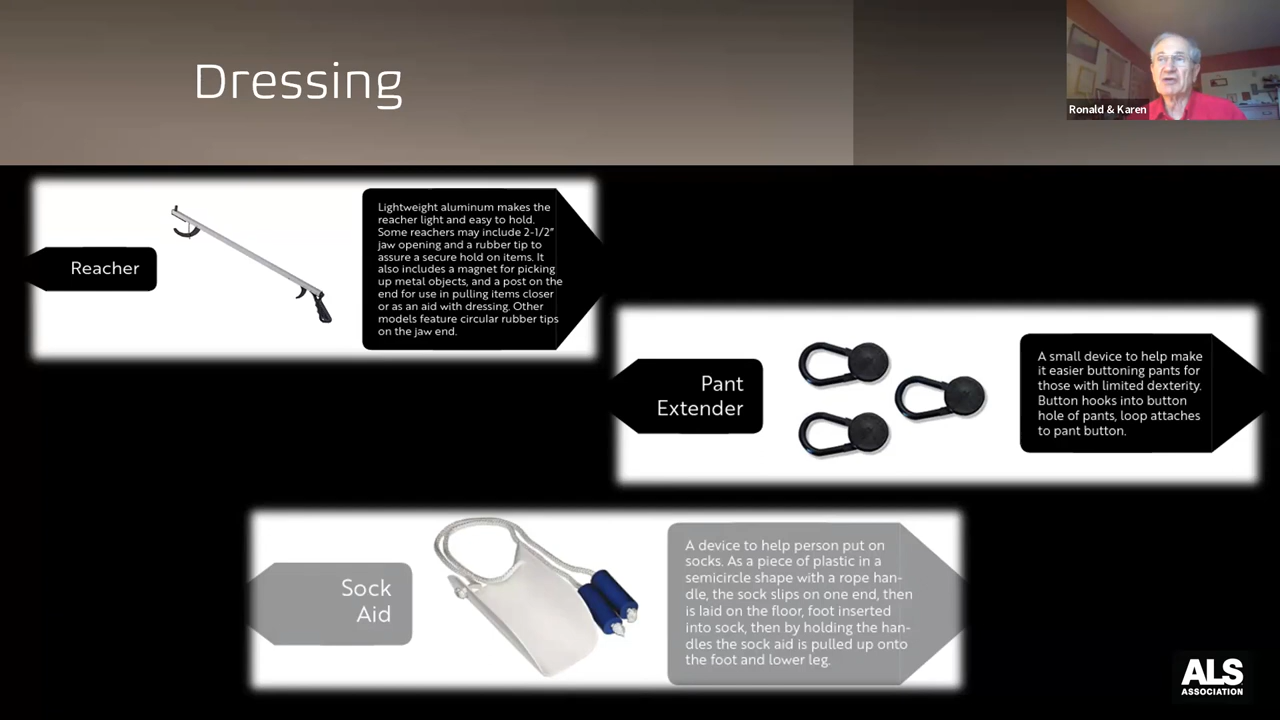 Dressing
Ronald & Karen
Reacher
Lightweight aluminum makes the
reacher light and easy to hold.
Some reachers may include 2-1/2"
jaw opening and a rubber tip to
assure a secure hold on items. It
also includes a magnet for picking
up metal objects, and a post on the
end for use in pulling items closer
or as an aid with dressing. Other
models feature circular rubber tips
on the jaw end.
Pant
Extender
A small device to help make
it easier buttoning pants for
those with limited dexterity.
Button hooks into button
hole of pants, loop attaches
to pant button.
Sock
Aid
A device to help person put on
socks. As a piece of plastic in a
semicircle shape with a rope han-
dle, the sock slips on one end, then
is laid on the floor, foot inserted
into sock, then by holding the han-
dles the sock aid is pulled up onto
the foot and lower leg.
ALS
ASSOCIATION